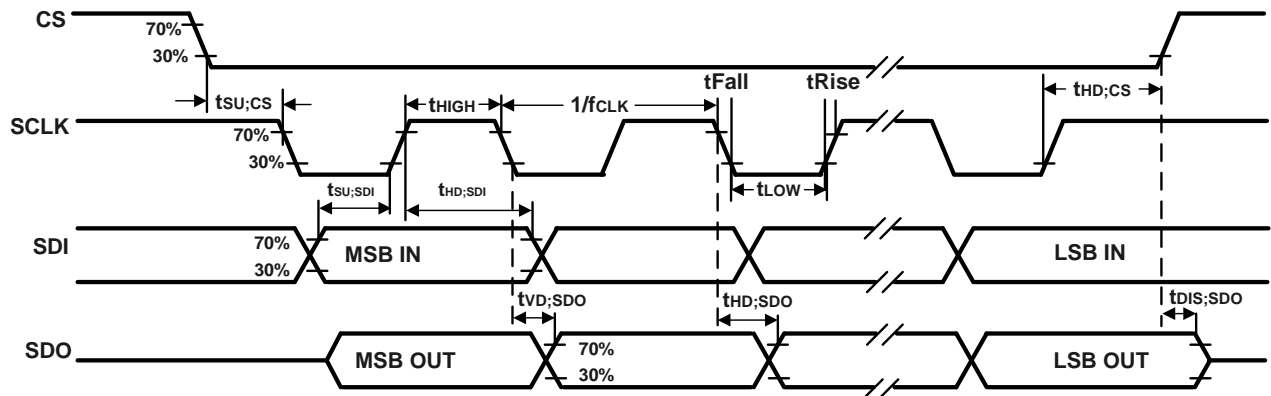 CS
70%
30%
tFall
tRise
tSU;CS
tHIGH
1/fCLK
tHD;CS
SCLK
70%
30%
tLOW
tSU;SDI
tHD;SDI
SDI
70%
30%
MSB IN
LSB IN
tVD;SDO
tHD;SDO
tDIS;SDO
SDO
MSB OUT
70%
30%
LSB OUT